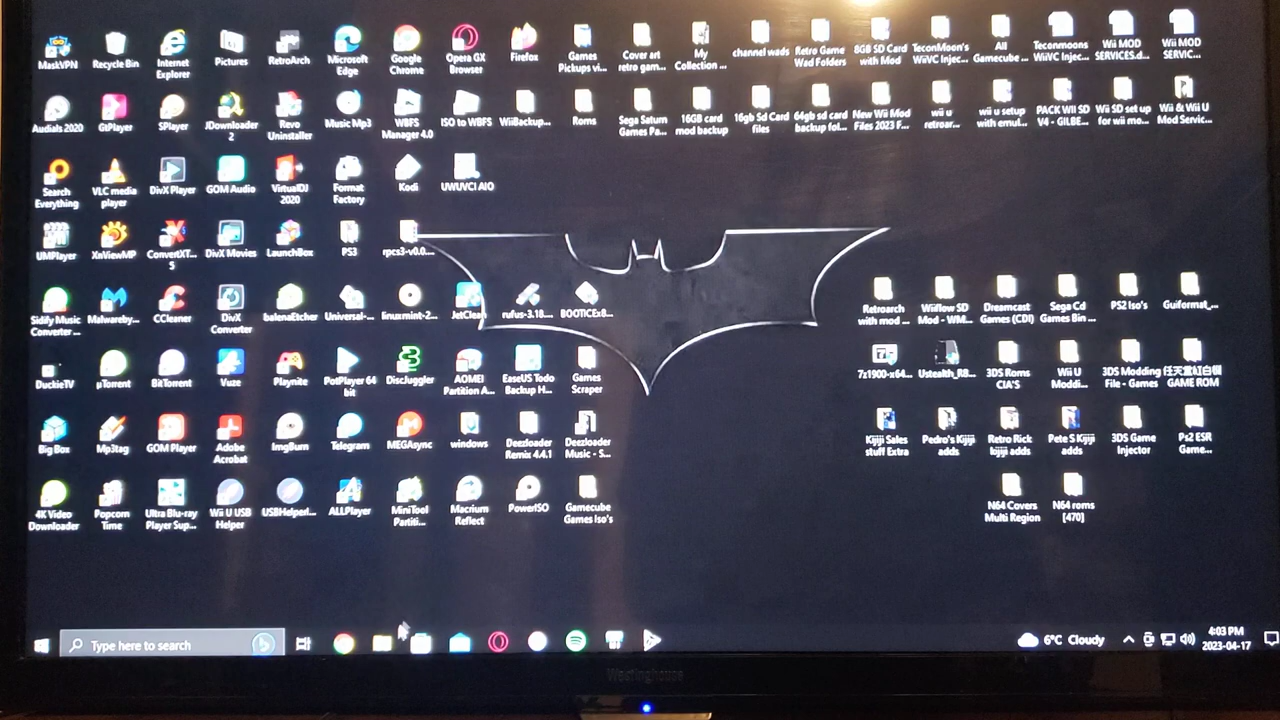 MaskVPN
Recycle Bin
Internet
Explorer
Pictures
RetroArch
Microsoft
Edge
Google
Chrome
Opera GX
Browser
Firefox
Games
Pickups vi...
Cover art
retro gam...
My
Collection ...
channel wads
Retro Game
Wad Folders
8GB SD Card
with Mod
TeconMoon's
WiiVC Injec...
All
Gamecube ...
Teconmoons
WiiVC Injec...
Wii MOD
SERVICES.d...
Wii MOD
SERVIC...
Audials 2020
GtPlayer
SPlayer
JDownloader
2
Revo
Uninstaller
Music Mp3
WBFS
Manager 4.0
ISO to WBFS
WiiBackup...
Roms
Sega Saturn
Games Pa...
16GB card
mod backup
16gb Sd Card
files
64gb sd card
backup fol...
New Wii Mod
Files 2023 F...
wii u
retroar...
wii u setup
with emul...
PACK WII SD
V4 - GILBE...
Wii SD set up
for wii mo...
Wii & Wii U
Mod Servic...
Search
Everything
VLC media
player
DivX Player
GOM Audio
VirtualDJ
2020
Format
Factory
Kodi
UWUVCI AIO
UMPlayer
XnViewMP
ConvertXT...
5
DivX Movies
LaunchBox
PS3
rpcs3-v0.0....
Sidify Music
Converter ...
Malwareby...
CCleaner
DivX
Converter
balenaEtcher
Universal-...
linuxmint-2...
JetClean
rufus-3.18....
BOOTICEx8...
Retroarch
with mod ...
Wiiflow SD
Mod - WM...
Dreamcast
Games (CDI)
Sega Cd
Games Bin ...
PS2 Iso's
Guiformat_...
DuckieTV
µTorrent
BitTorrent
Vuze
Playnite
PotPlayer 64
bit
DiscJuggler
AOMEI
Partition A...
EaseUS Todo
Backup H...
Games
Scraper
7z1900-x64...
Ustealth_R8...
3DS Roms
CIA'S
Wii U
Moddi...
3DS Modding
File - Games
任天堂紅白機
GAME ROM
Big Box
Mp3tag
GOM Player
Adobe
Acrobat
ImgBurn
Telegram
MEGAsync
windows
Deezloader
Remix 4.4.1
Deezloader
Music - S...
Kijiji Sales
stuff Extra
Pedro's Kijiji
adds
Retro Rick
kijiji adds
Pete S Kijiji
adds
3DS Game
Injector
Ps2 ESR
Game...
4K Video
Downloader
Popcorn
Time
Ultra Blu-ray
Player Sup...
Wii U USB
Helper
USBHelperl...
ALLPlayer
MiniTool
Partiti...
Macrium
Reflect
PowerISO
Gamecube
Games Iso's
N64 Covers
Multi Region
N64 roms
[470]
Type here to search
6°C Cloudy
4:03 PM
2023-04-17
Westinghouse